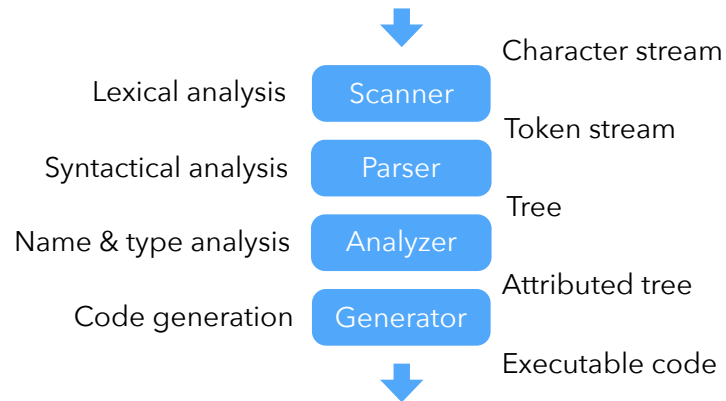 Character stream
Lexical analysis
Scanner
Token stream
Syntactical analysis
Parser
Tree
Name & type analysis
Analyzer
Attributed tree
Code generation
Generator
Executable code